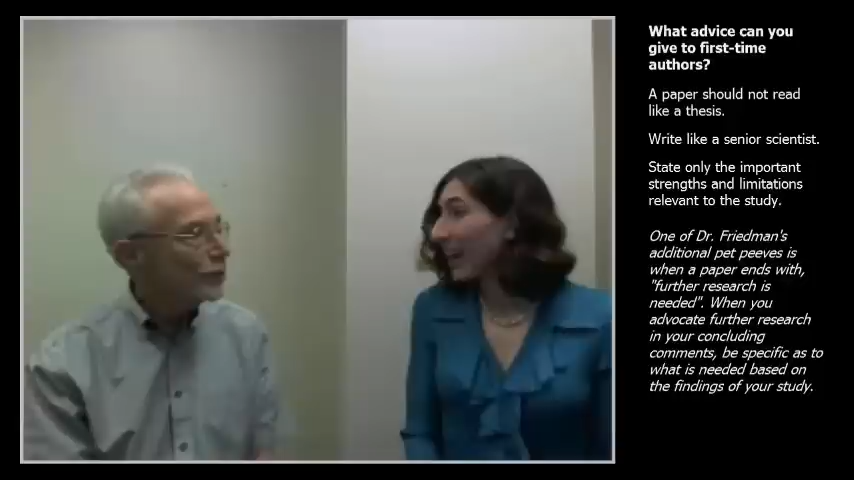 What advice can you
give to first-time
authors?
A paper should not read
like a thesis.
Write like a senior scientist.
State only the important
strengths and limitations
relevant to the study.
One of Dr. Friedman's
additional pet peeves is
when a paper ends with,
"further research is
needed". When you
advocate further research
in your concluding
comments, be specific as to
what is needed based on
the findings of your study.